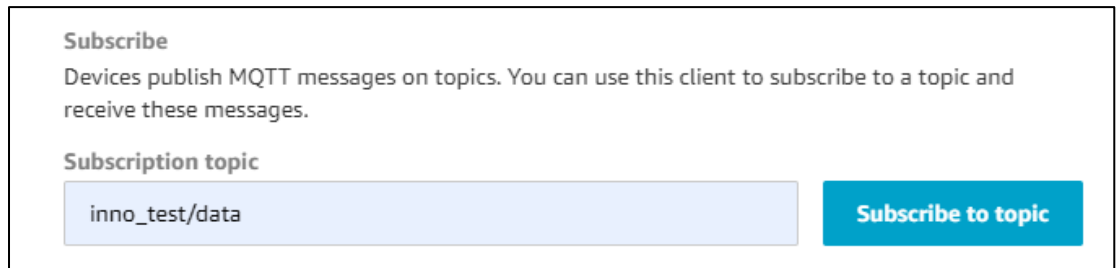 Subscribe
Devices publish MQTT messages on topics. You can use this client to subscribe to a topic and
receive these messages.
Subscription topic
inno_test/data
Subscribe to topic